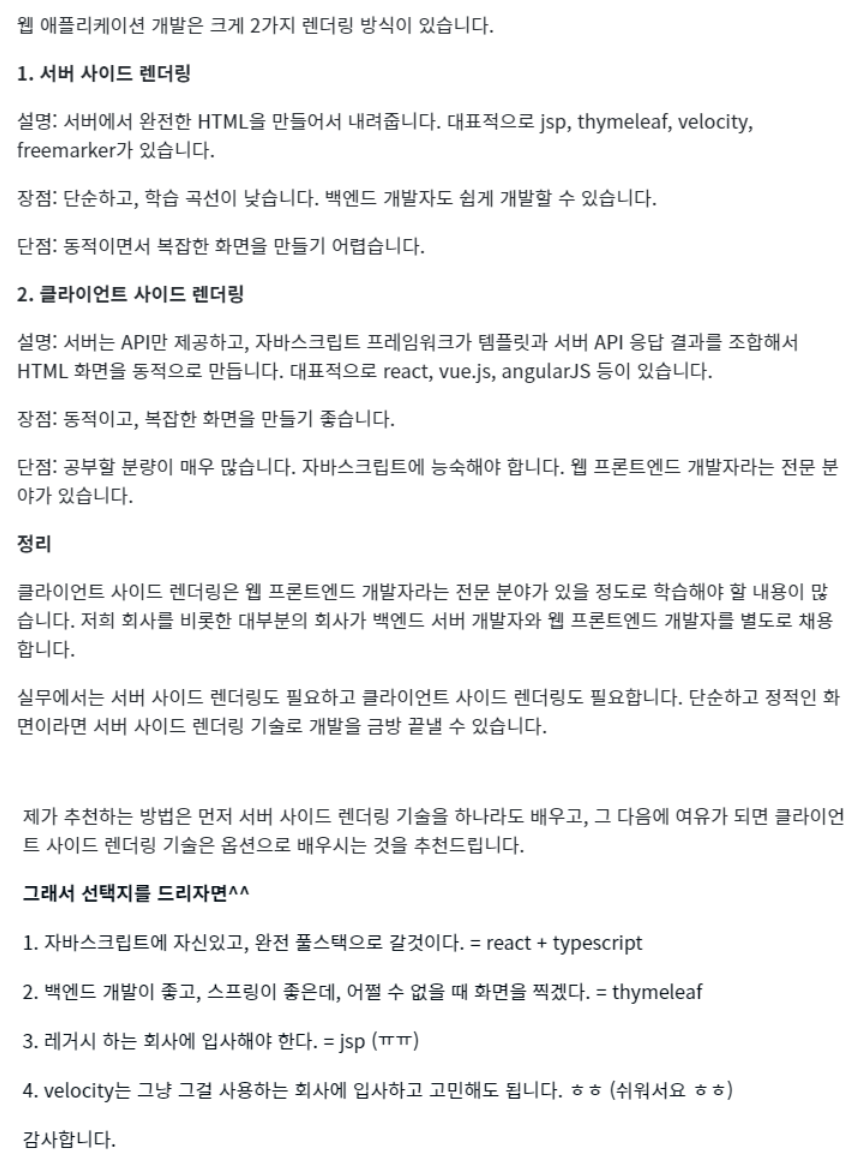 웹 애플리케이션 개발은 크게 2가지 렌더링 방식이 있습니다.
1. 서버 사이드 렌더링
설명: 서버에서 완전한 HTML을 만들어서 내려줍니다. 대표적으로 jsp, thymeleaf, velocity,
freemarker가 있습니다.
장점: 단순하고, 학습 곡선이 낮습니다. 백엔드 개발자도 쉽게 개발할 수 있습니다.
단점: 동적이면서 복잡한 화면을 만들기 어렵습니다.
2. 클라이언트 사이드 렌더링
설명: 서버는 API만 제공하고, 자바스크립트 프레임워크가 템플릿과 서버 API 응답 결과를 조합해서
HTML 화면을 동적으로 만듭니다. 대표적으로 react, vue.js, angularJS 등이 있습니다.
장점: 동적이고, 복잡한 화면을 만들기 좋습니다.
단점: 공부할 분량이 매우 많습니다. 자바스크립트에 능숙해야 합니다. 웹 프론트엔드 개발자라는 전문 분
야가 있습니다.
정리
클라이언트 사이드 렌더링은 웹 프론트엔드 개발자라는 전문 분야가 있을 정도로 학습해야 할 내용이 많
습니다. 저희 회사를 비롯한 대부분의 회사가 백엔드 서버 개발자와 웹 프론트엔드 개발자를 별도로 채용
합니다.
실무에서는 서버 사이드 렌더링도 필요하고 클라이언트 사이드 렌더링도 필요합니다. 단순하고 정적인 화
면이라면 서버 사이드 렌더링 기술로 개발을 금방 끝낼 수 있습니다.
제가 추천하는 방법은 먼저 서버 사이드 렌더링 기술을 하나라도 배우고, 그 다음에 여유가 되면 클라이언
트 사이드 렌더링 기술은 옵션으로 배우시는 것을 추천드립니다.
그래서 선택지를 드리자면^^
1. 자바스크립트에 자신있고, 완전 풀스택으로 갈것이다. = react + typescript
2. 백엔드 개발이 좋고, 스프링이 좋은데, 어쩔 수 없을 때 화면을 찍겠다. = thymeleaf
3. 레거시 하는 회사에 입사해야 한다. = jsp (ㅠㅠ)
4. velocity는 그냥 그걸 사용하는 회사에 입사하고 고민해도 됩니다. ㅎㅎ (쉬워서요 ㅎㅎ)
감사합니다.